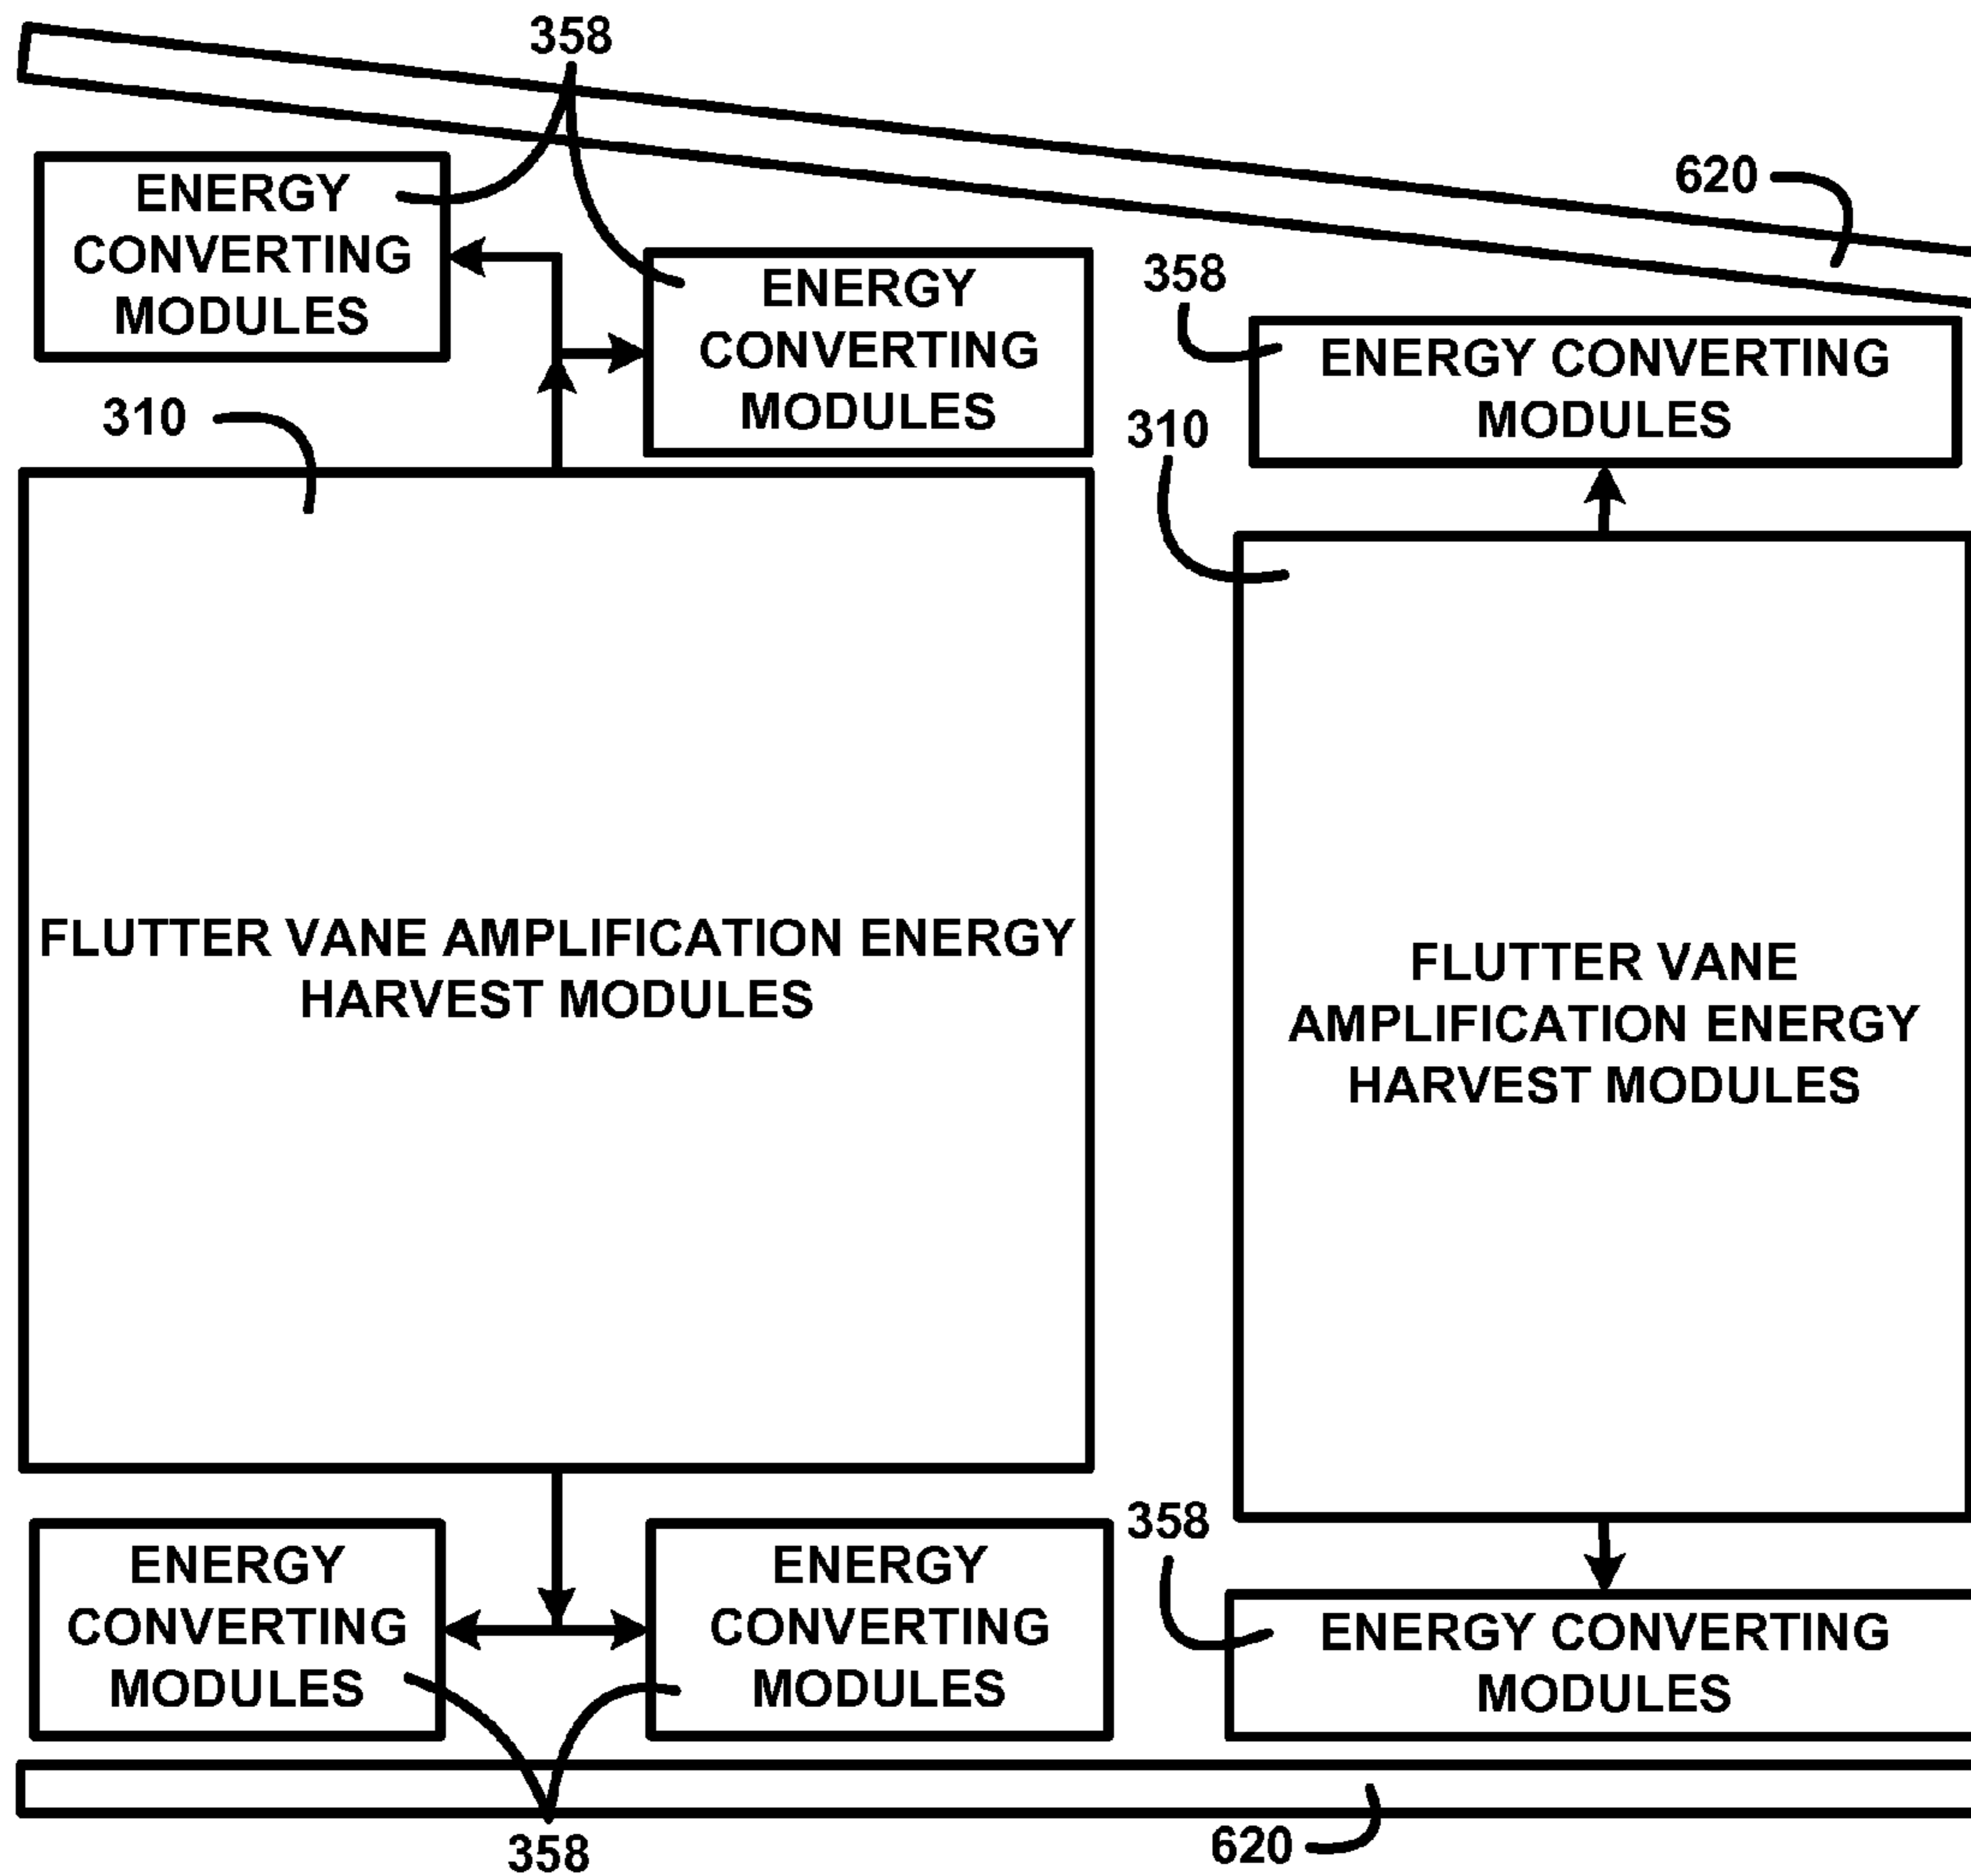 358
ENERGY
CONVERTING
MODULES
620
358
ENERGY
CONVERTING
MODULES
ENERGY CONVERTING
MODULES
310
310
FLUTTER VANE AMPLIFICATION ENERGY
HARVEST MODULES
FLUTTER VANE
AMPLIFICATION ENERGY
HARVEST MODULES
358
ENERGY
CONVERTING
MODULES
ENERGY
CONVERTING
MODULES
ENERGY CONVERTING
MODULES
358
620